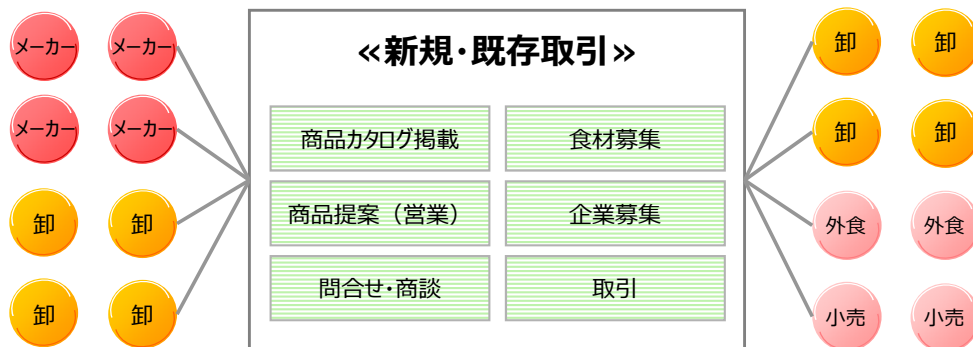 メーカー メーカー
メーカー メーカー
卸 卸
卸 卸
≪新規・既存取引≫
商品カタログ掲載 食材募集
商品提案（営業） 企業募集
問合せ・商談 取引
卸 卸
卸 卸
外食 外食
小売 小売